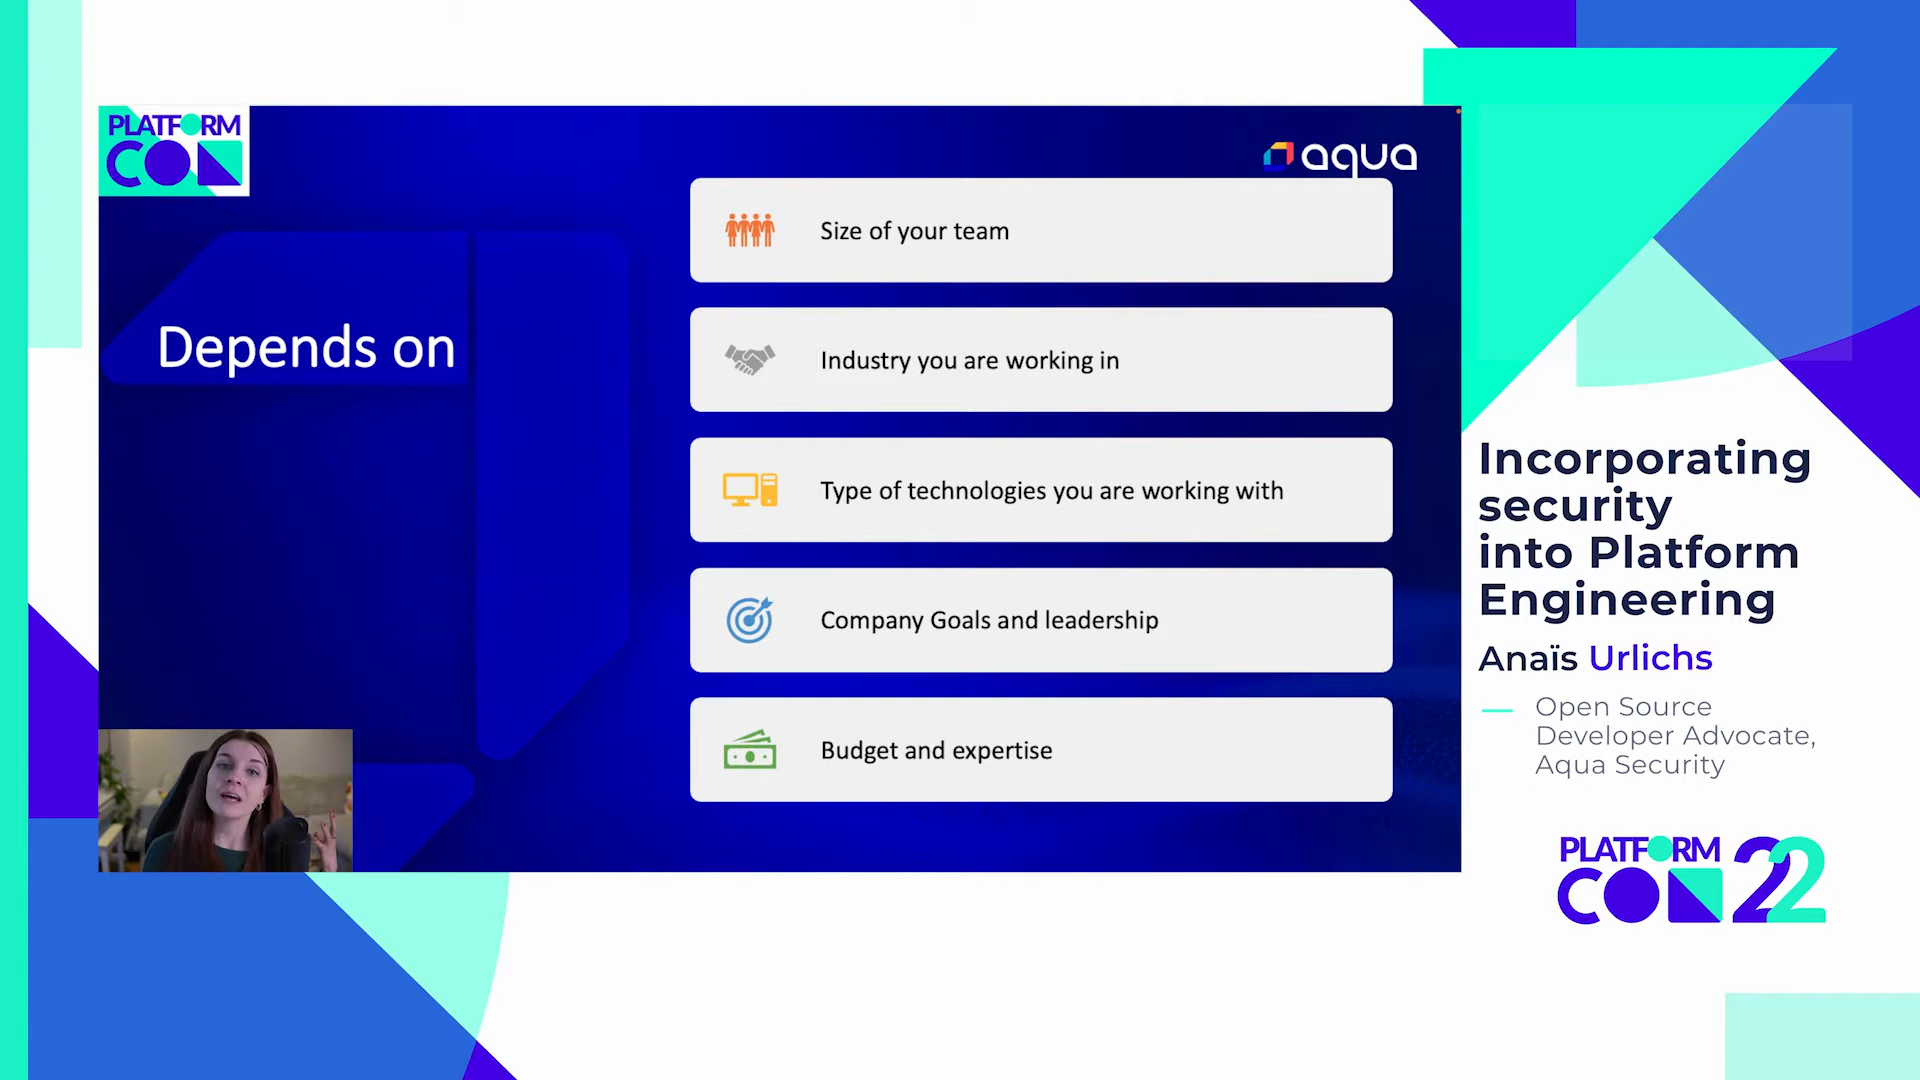 PLATFORM
CON
aqua
Depends on
Size of your team
Industry you are working in
Type of technologies you are working with
Company Goals and leadership
Budget and expertise
Incorporating
security
into Platform
Engineering
Anaïs Urlichs
Open Source
Developer Advocate,
Aqua Security
PLATFORM
CON 22